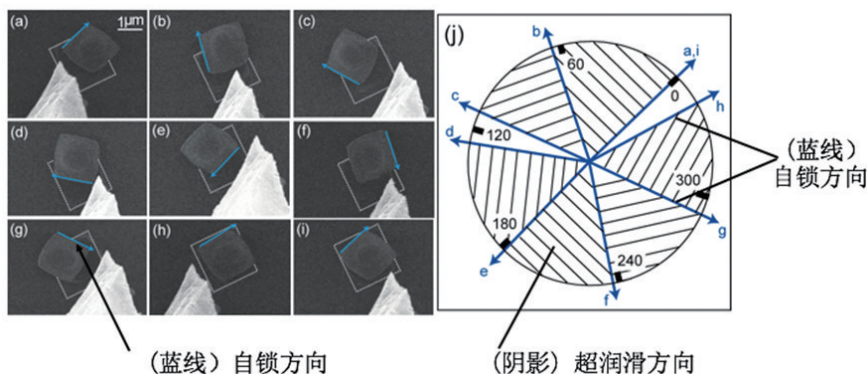 (a)
1μm
(b)
(c)
(d)
(e)
(f)
(g)
(h)
(i)
(j)
b
60
a,i
0
h
c
120
d
300
g
180
e
240
f
(蓝线)
自锁方向
(蓝线) 自锁方向
(阴影) 超润滑方向